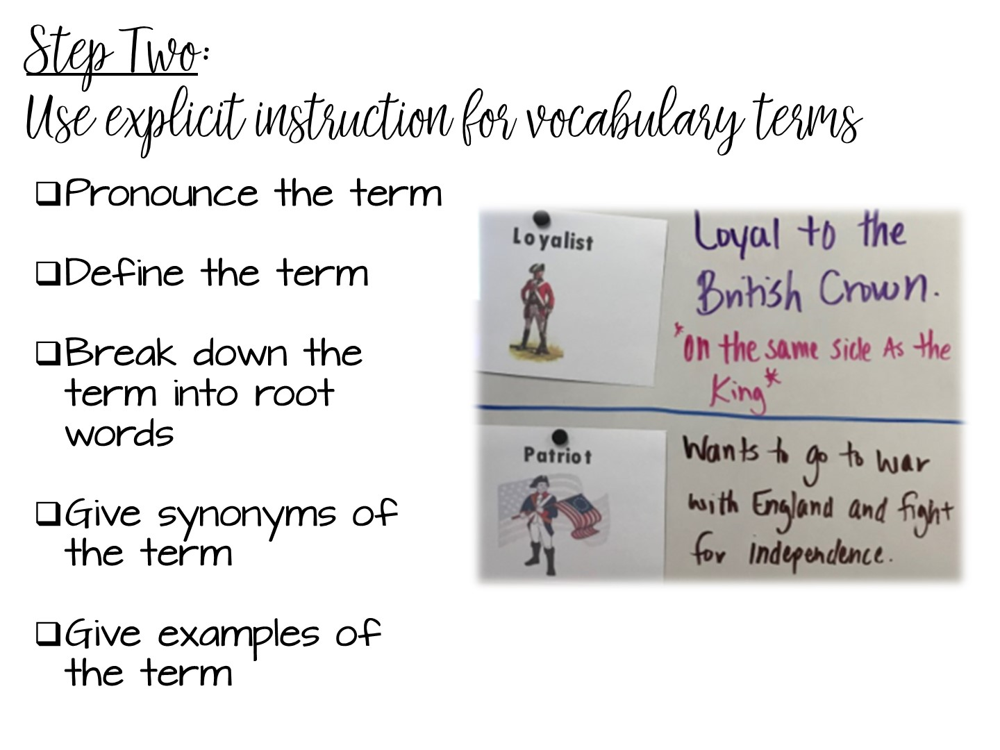 Step Two:
Use explicit instruction for vocabulary terms
Pronounce the term
Define the term
Break down the
term into root
words
Give synonyms of
the term
Give examples of
the term
Loyalist
Loyal to the
British Crown.
*on the same side As the
King*
Patriot
Wants to go to war
with England and fight
for independence.